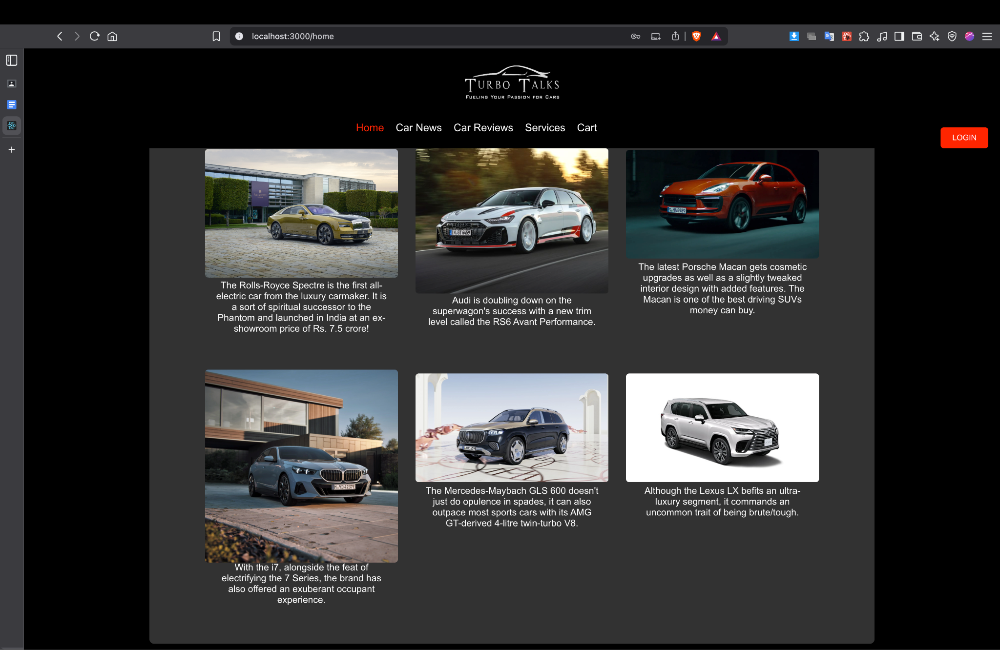 localhost:3000/home
TURBO TALKS
FUELING YOUR PASSION FOR CARS
Home Car News Car Reviews Services Cart
LOGIN
IN GT 6459
S MA 8989
The Rolls-Royce Spectre is the first all-
electric car from the luxury carmaker. It is
a sort of spiritual successor to the
Phantom and launched in India at an ex-
showroom price of Rs. 7.5 crore!
Audi is doubling down on the
superwagon's success with a new trim
level called the RS6 Avant Performance.
The latest Porsche Macan gets cosmetic
upgrades as well as a slightly tweaked
interior design with added features. The
Macan is one of the best driving SUVs
money can buy.
M VD 4237E
With the i7, alongside the feat of
electrifying the 7 Series, the brand has
also offered an exuberant occupant
experience.
The Mercedes-Maybach GLS 600 doesn't
just do opulence in spades, it can also
outpace most sports cars with its AMG
GT-derived 4-litre twin-turbo V8.
Although the Lexus LX befits an ultra-
luxury segment, it commands an
uncommon trait of being brute/tough.